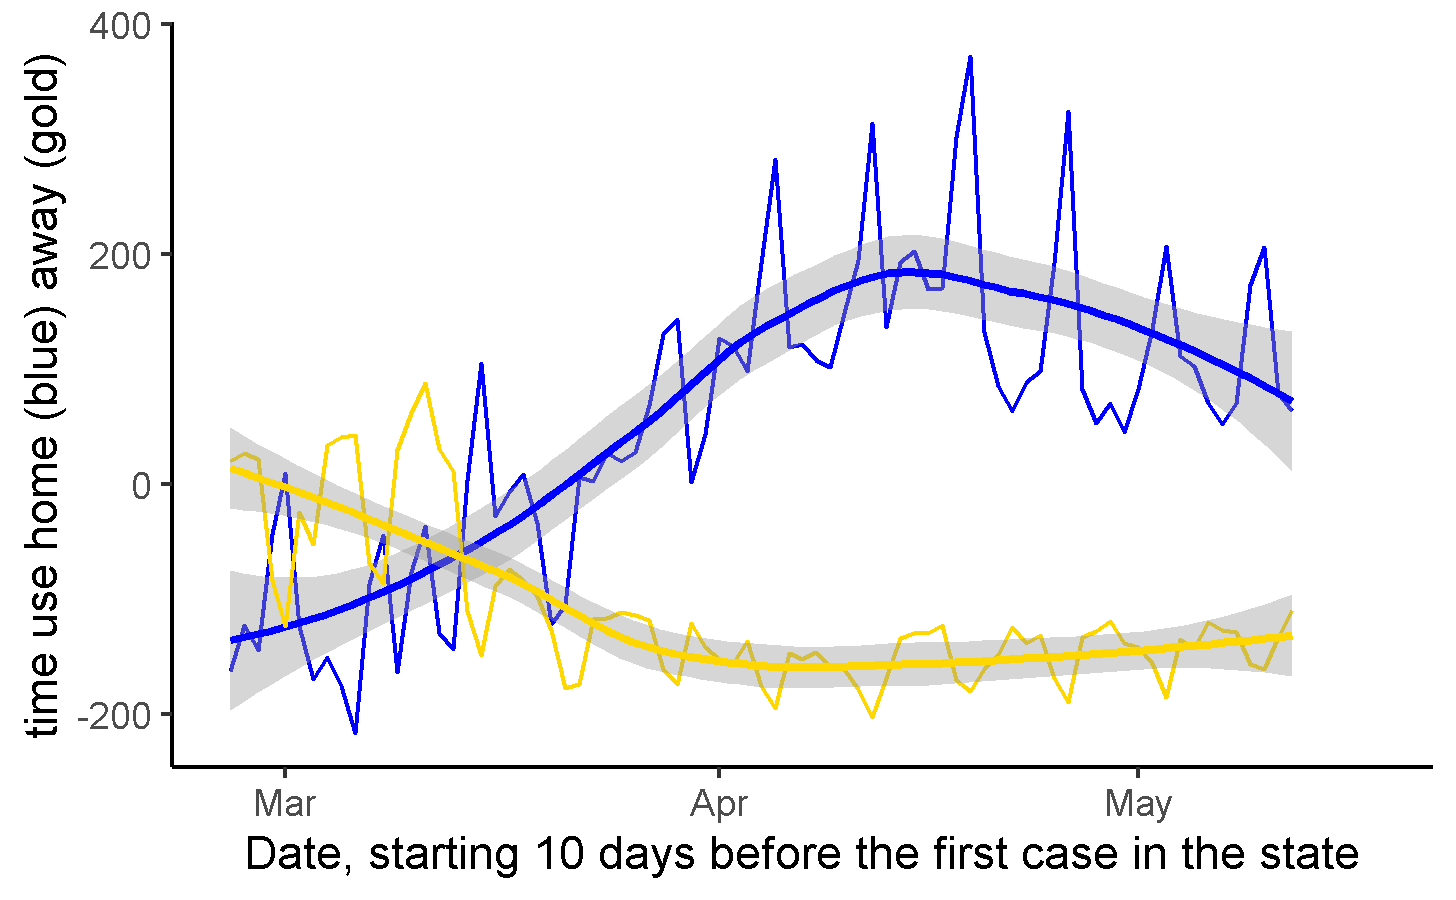 time use home (blue) away (gold)
400
200
0
-200
Mar Apr May
Date, starting 10 days before the first case in the state